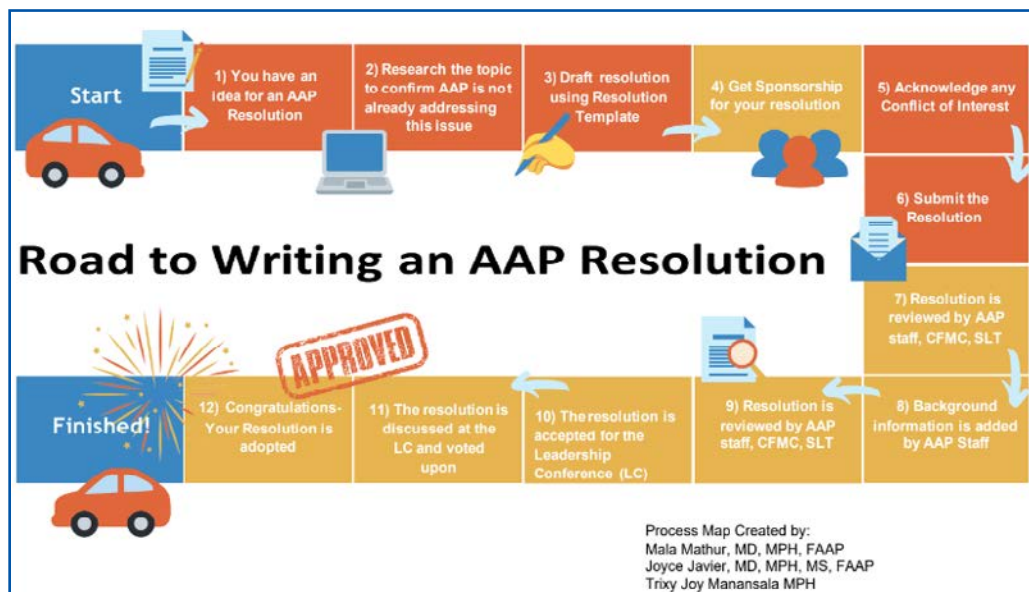 Start
1) You have an
idea for an AAP
Resolution
2) Research the topic
to confirm AAP is not
already addressing
this issue
3) Draft resolution
using Resolution
Template
4) Get Sponsorship
for your resolution
5) Acknowledge any
Conflict of Interest
6) Submit the
Resolution
Road to Writing an AAP Resolution
7) Resolution is
reviewed by AAP
staff, CFMC, SLT
8) Background
information is added
by AAP Staff
9) Resolution is
reviewed by AAP
staff, CFMC, SLT
10) The resolution is
accepted for the
Leadership
Conference (LC)
11) The resolution is
discussed at the
LC and voted
upon
APPROVED
12) Congratulations-
Your Resolution is
adopted
Finished!
Process Map Created by:
Mala Mathur, MD, MPH, FAAP
Joyce Javier, MD, MPH, MS, FAAP
Trixy Joy Manansala MPH